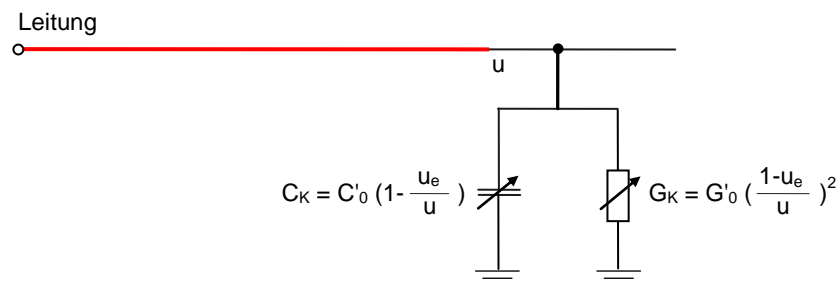 Leitung
u
C_K = C'_0 (1- u_e/u )
G_K = G'_0 ( 1-u_e/u )^2